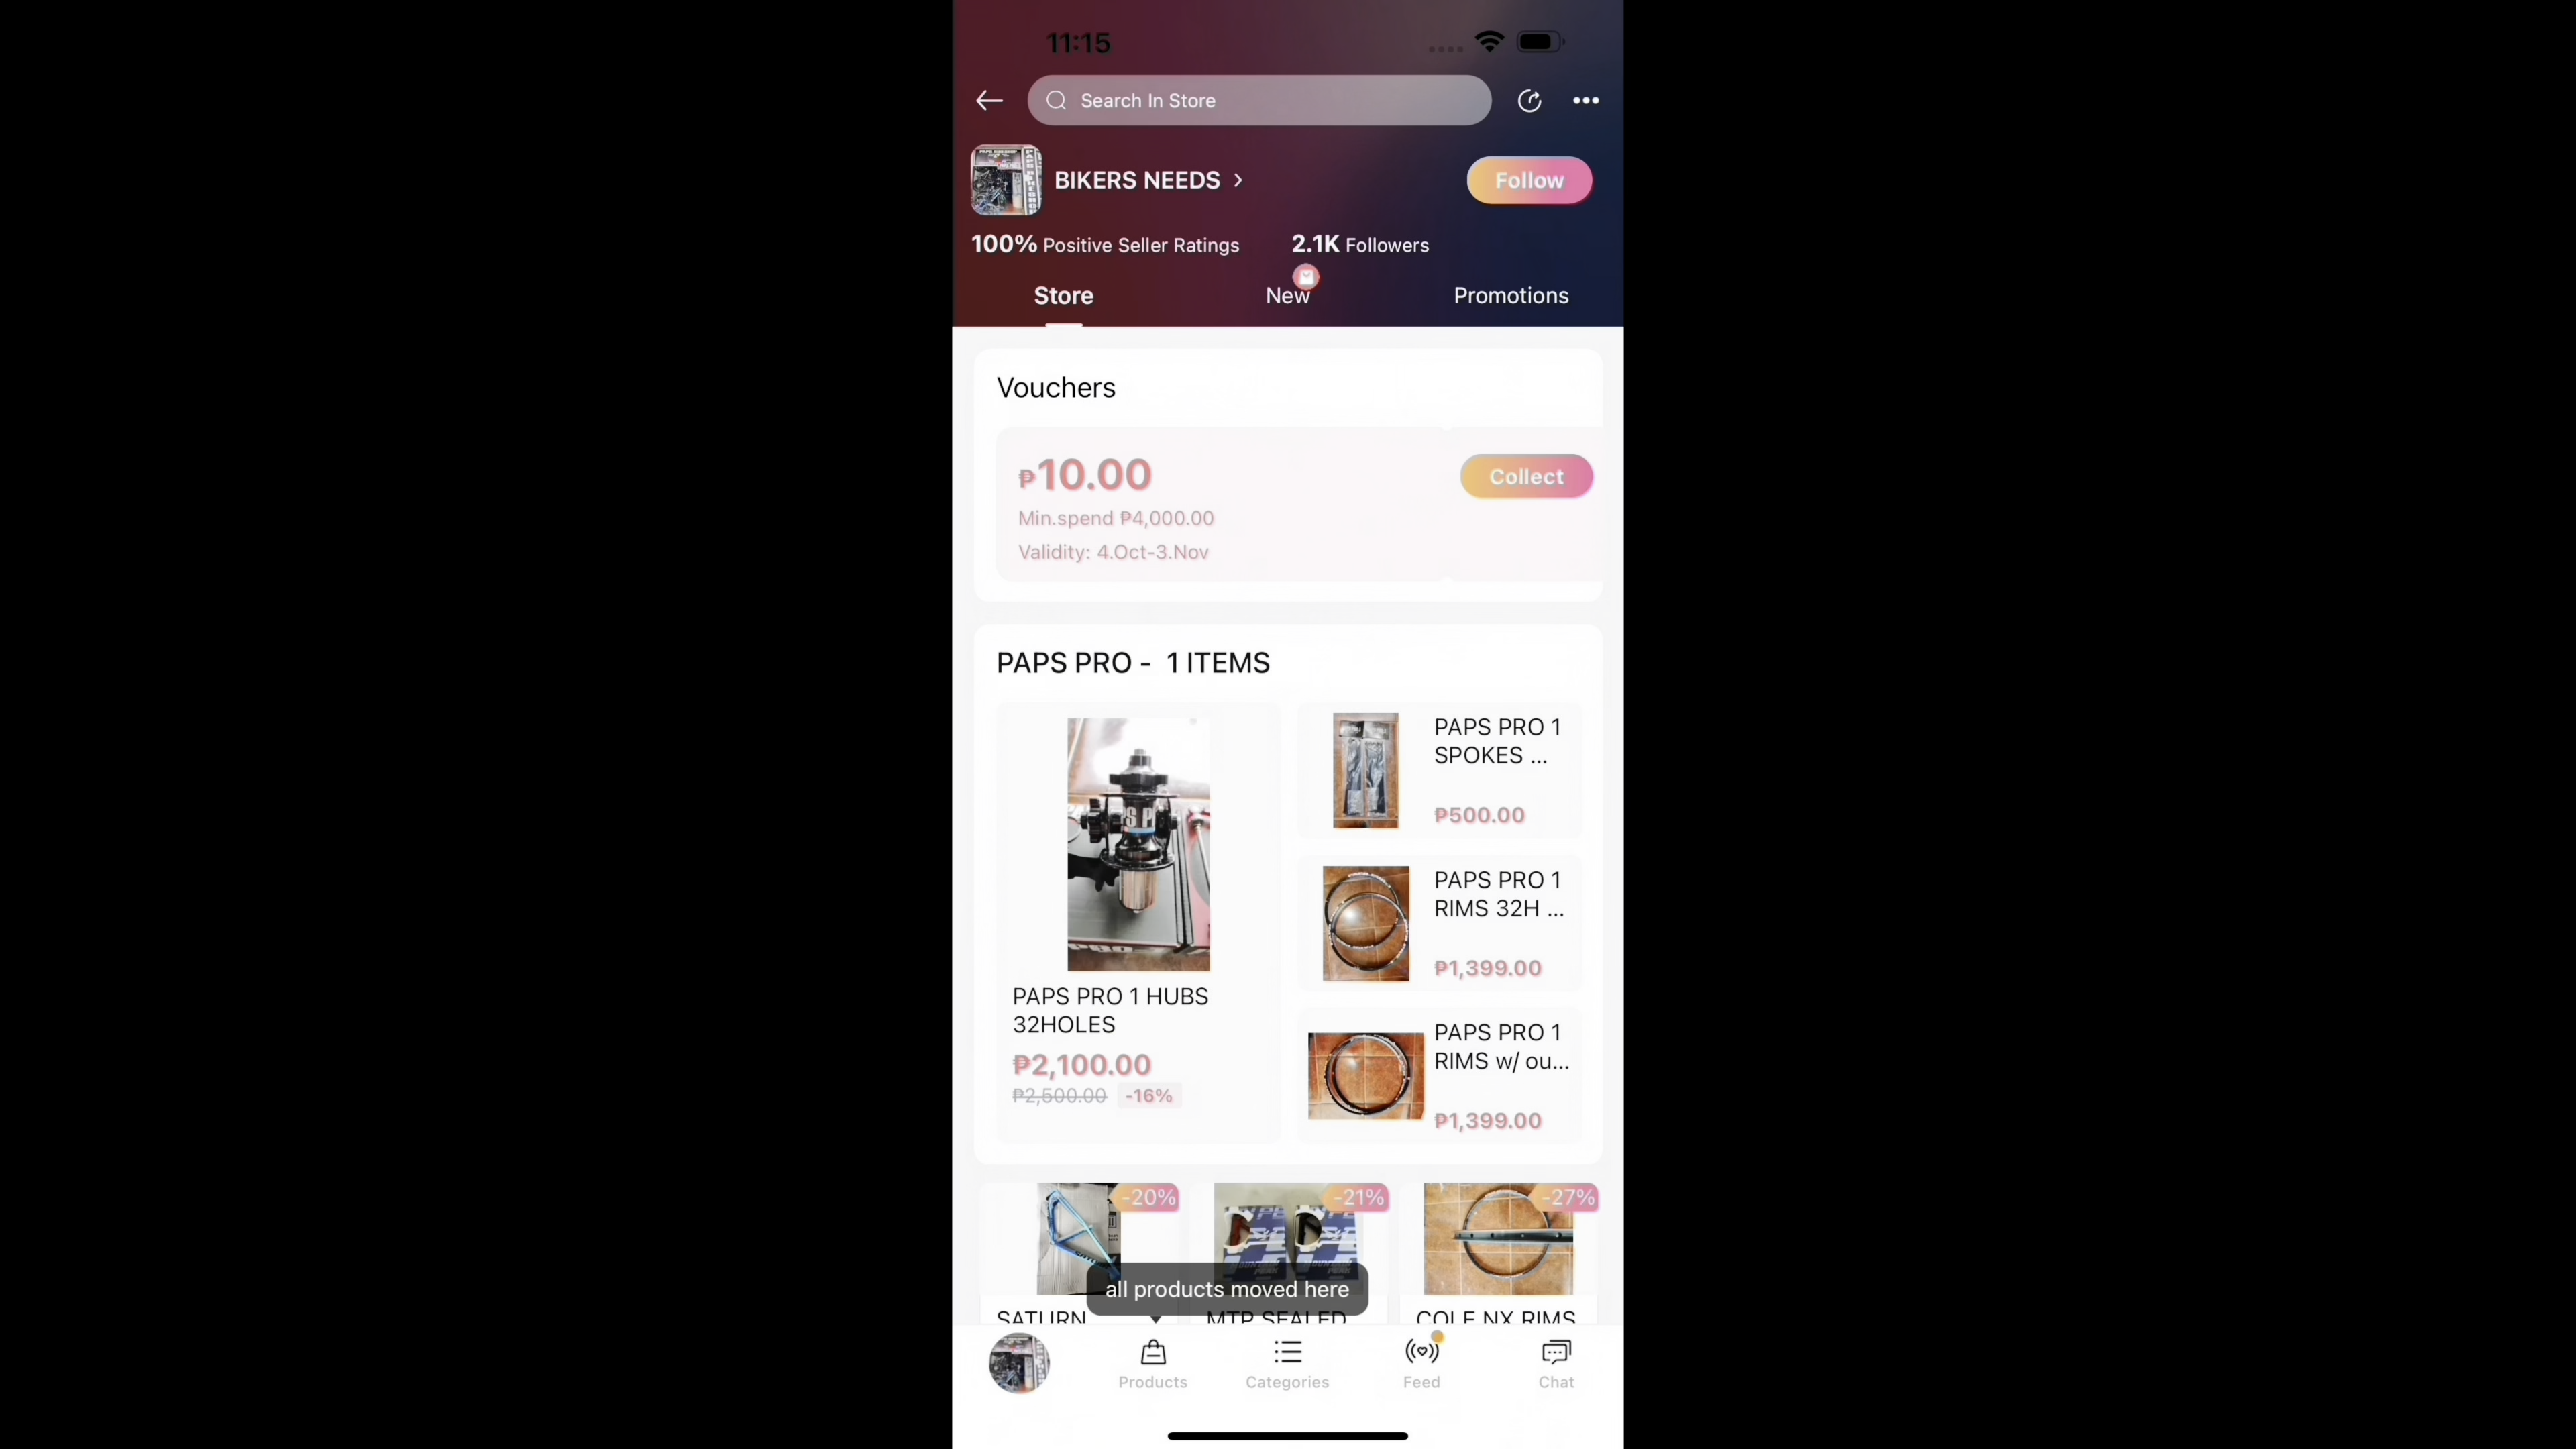 11:15
Search In Store
BIKERS NEEDS
Follow
100% Positive Seller Ratings
2.1K Followers
Store
New
Promotions
Vouchers
₱10.00
Collect
Min.spend ₱4,000.00
Validity: 4.Oct-3.Nov
PAPS PRO - 1 ITEMS
PAPS PRO 1 HUBS
32HOLES
₱2,100.00
₱2,500.00 -16%
PAPS PRO 1
SPOKES ...
₱500.00
PAPS PRO 1
RIMS 32H ...
₱1,399.00
PAPS PRO 1
RIMS w/ ou...
₱1,399.00
-20%
-21%
-27%
all products moved here
SATURN
MTP SEALED
COLE NX RIMS
Products
Categories
Feed
Chat